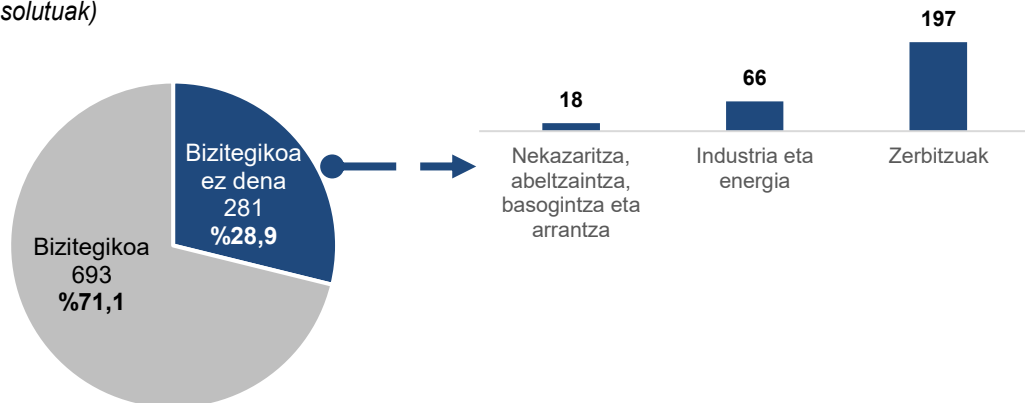 solutuak)
Bizitegikoa
ez dena
281
%28,9
Bizitegikoa
693
%71,1
18
66
197
Nekazaritza,
abeltzaintza,
basogintza eta
arrantza
Industria eta
energia
Zerbitzuak